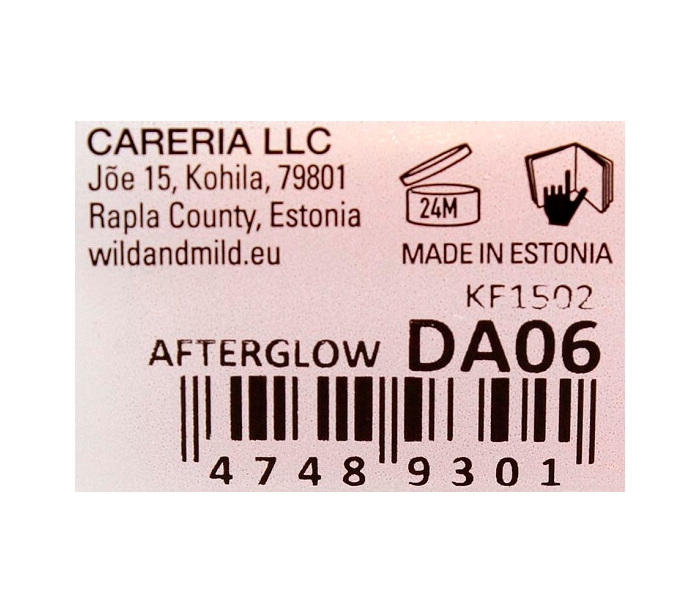 CARERIA LLC
Jõe 15, Kohila, 79801
Rapla County, Estonia
wildandmild.eu
24M
MADE IN ESTONIA
KF1502
AFTERGLOW DA06
4748 9301